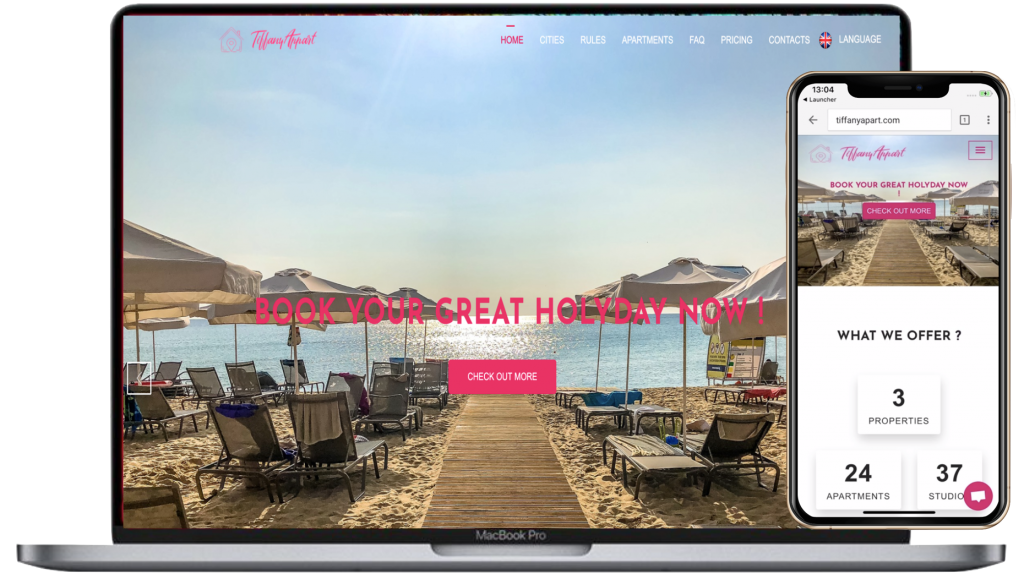 TiffanyApart
HOME CITIES RULES APARTMENTS FAQ PRICING CONTACTS LANGUAGE
BOOK YOUR GREAT HOLYDAY NOW !
CHECK OUT MORE
MacBook Pro
13:04
◀ Launcher
tiffanyapart.com
1
TiffanyApart
BOOK YOUR GREAT HOLYDAY NOW
!
CHECK OUT MORE
WHAT WE OFFER ?
3
PROPERTIES
24
APARTMENTS
37
STUDIO